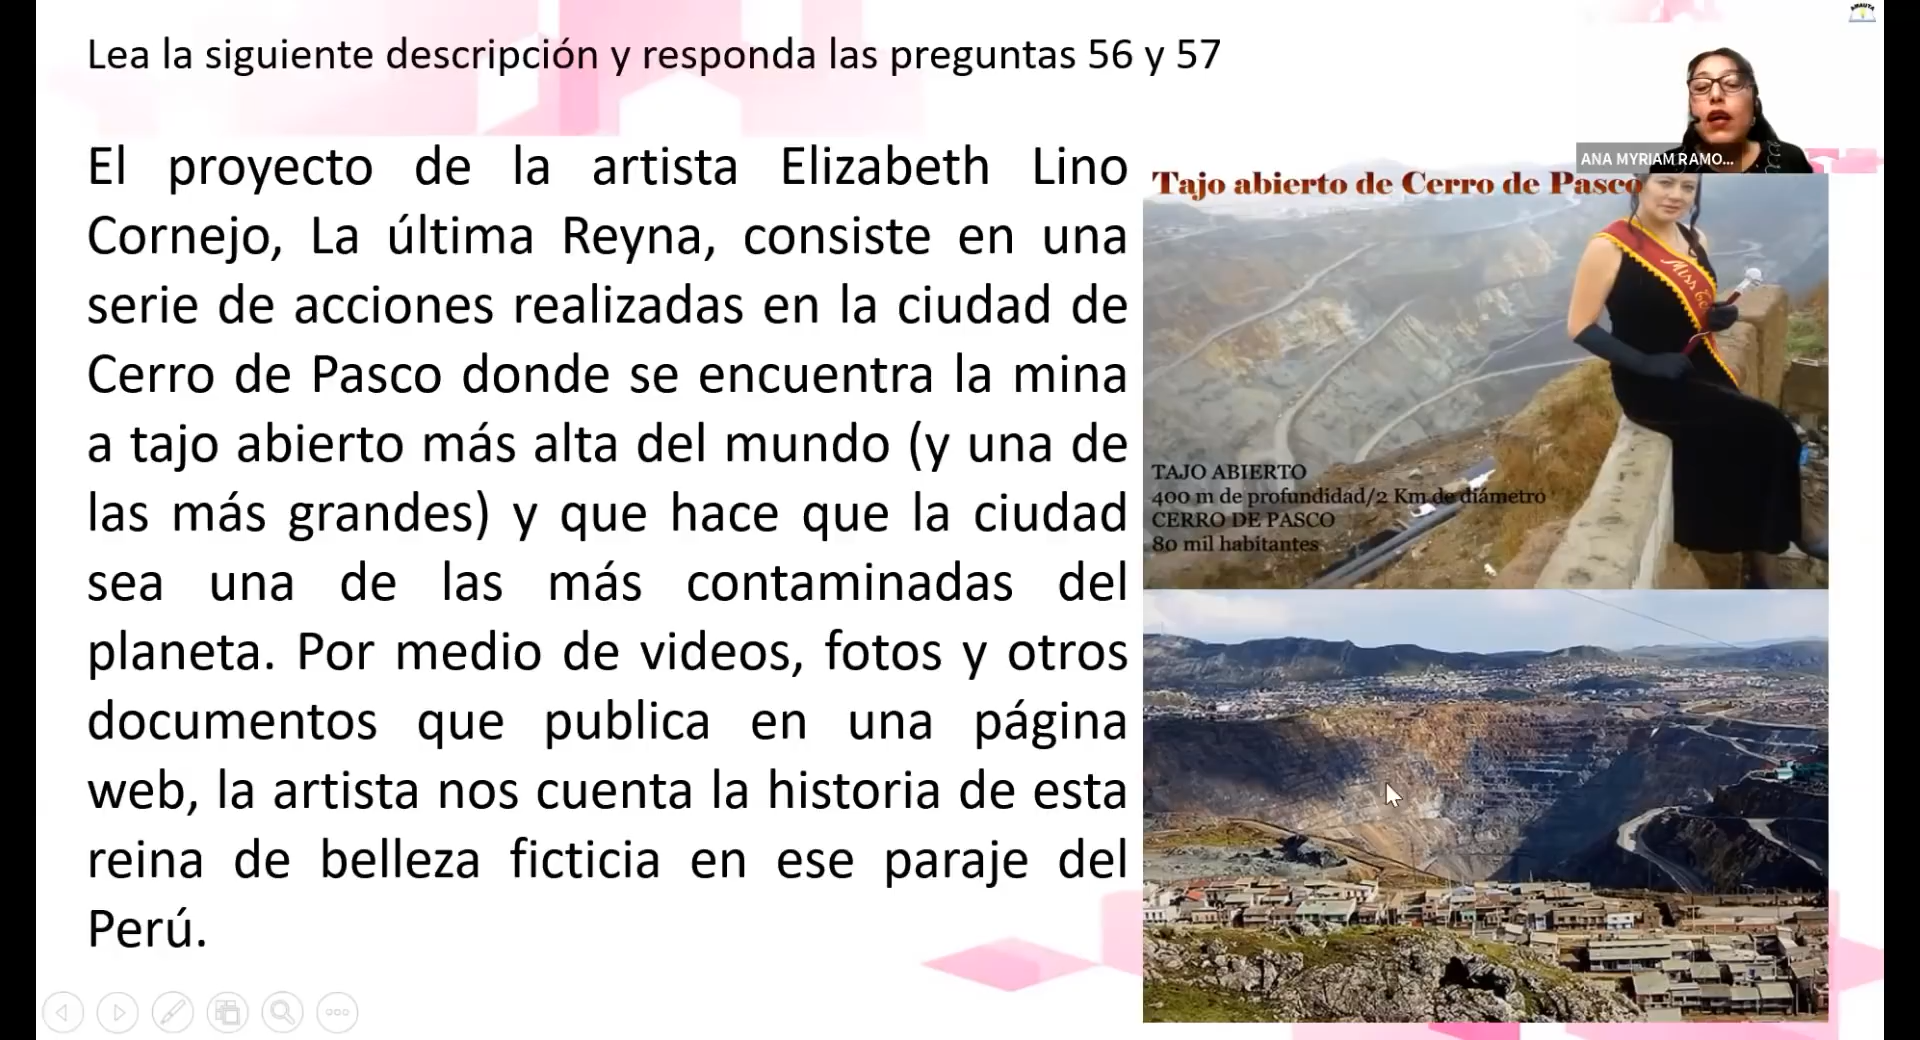 Lea la siguiente descripción y responda las preguntas 56 y 57
El proyecto de la artista Elizabeth Lino
Cornejo, La última Reyna, consiste en una
serie de acciones realizadas en la ciudad de
Cerro de Pasco donde se encuentra la mina
a tajo abierto más alta del mundo (y una de
las más grandes) y que hace que la ciudad
sea una de las más contaminadas del
planeta. Por medio de videos, fotos y otros
documentos que publica en una página
web, la artista nos cuenta la historia de esta
reina de belleza ficticia en ese paraje del
Perú.
AMAUTA
ANA MYRIAM RAMO...
Tajo abierto de Cerro de Pasco
Miss Ce
TAJO ABIERTO
400 m de profundidad/2 Km de diámetro
CERRO DE PASCO
80 mil habitantes